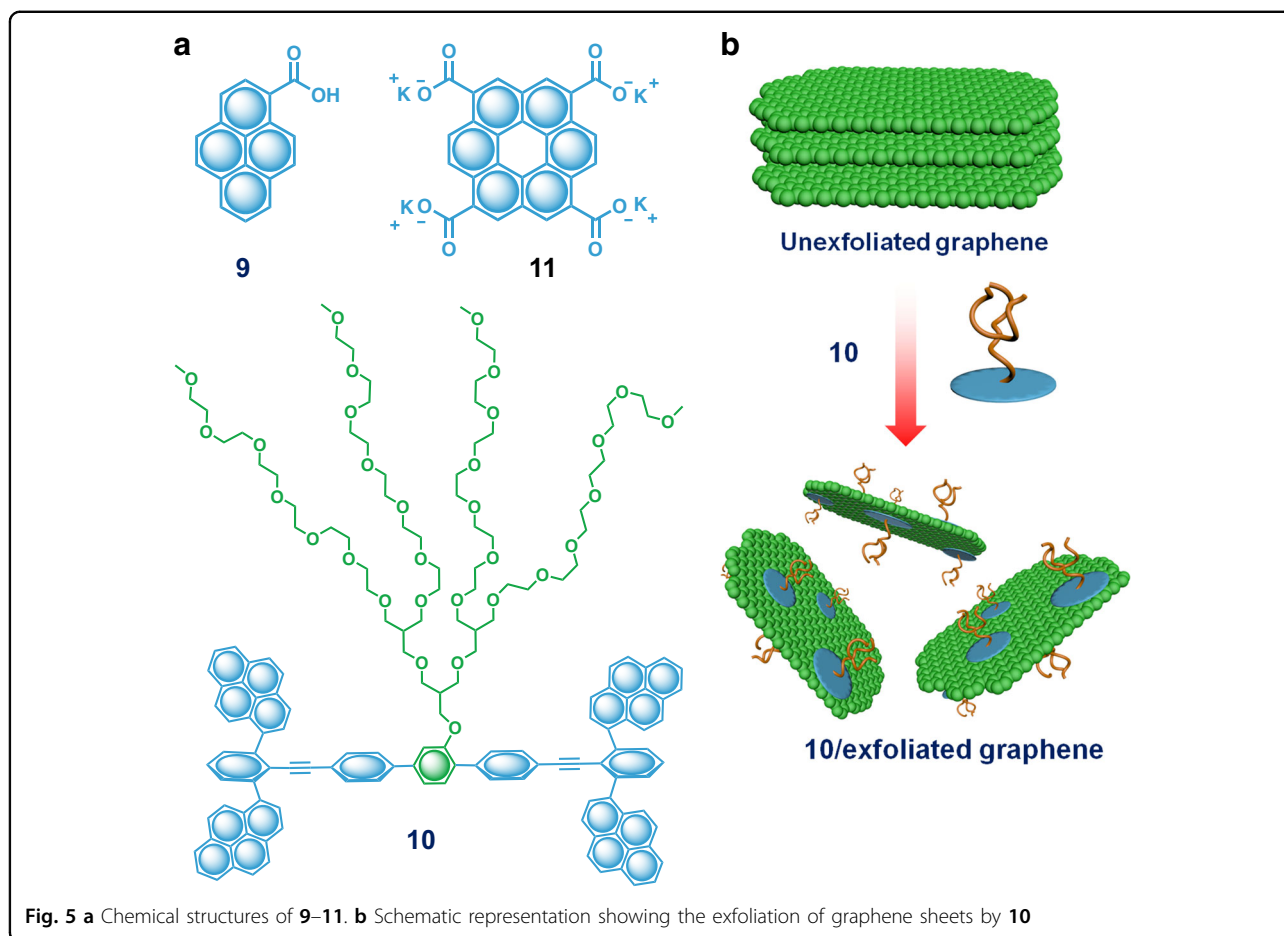 a
b
O
OH
9
O
O
K + O −
O − K +
K + O −
O − K +
O
O
11
Unexfoliated graphene
10
O O O O O O
O O O O O O
O O O O O O
O O O O O O
O O
O
10
10/exfoliated graphene
Fig. 5 a Chemical structures of 9–11. b Schematic representation showing the exfoliation of graphene sheets by 10